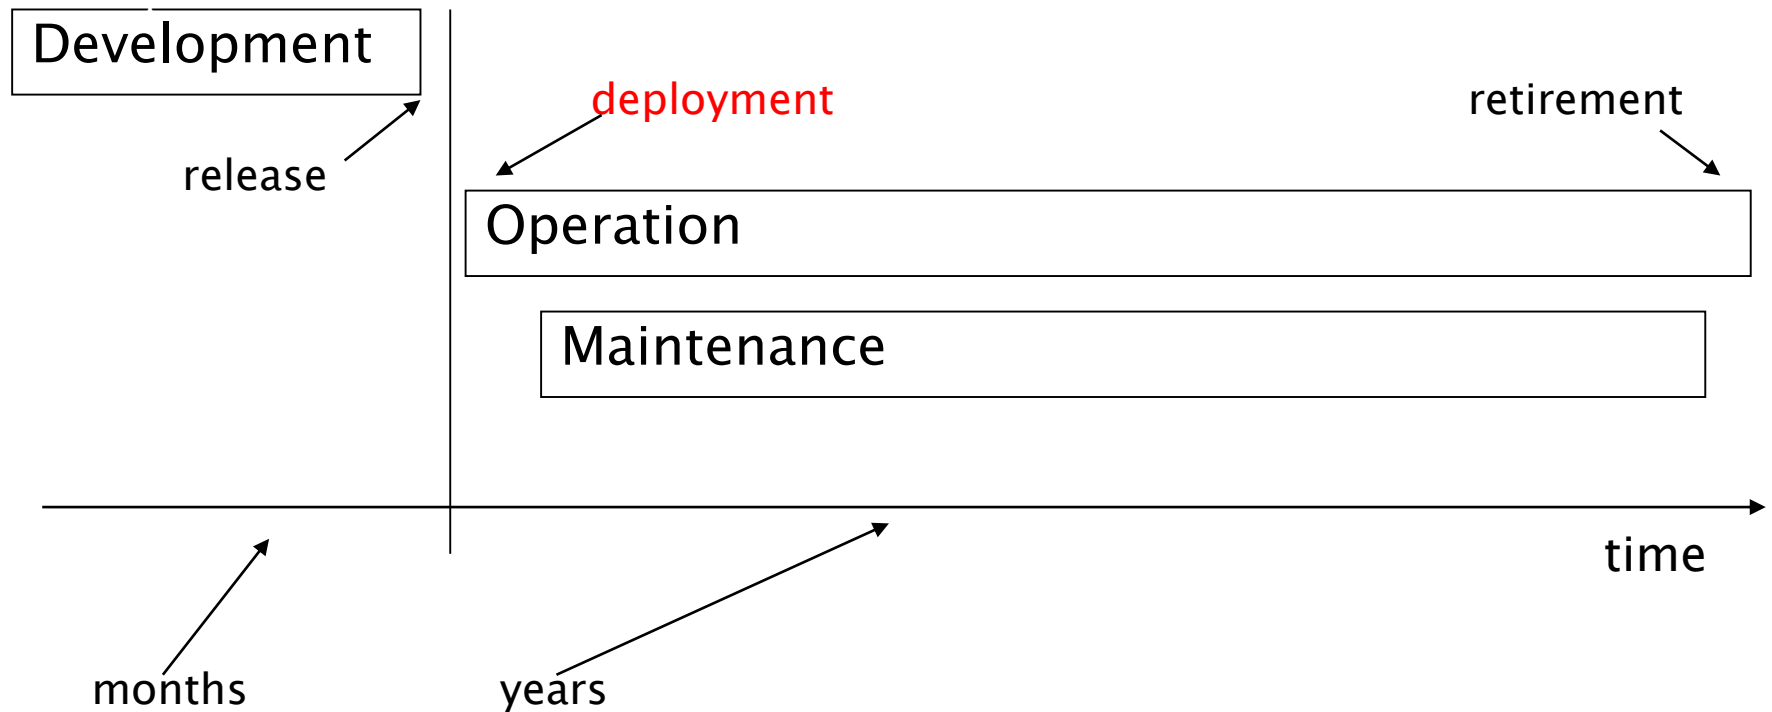 Development
deployment
retirement
release
Operation
Maintenance
time
months
years